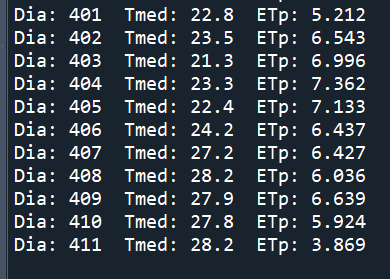 Dia: 401 Tmed: 22.8 ETp: 5.212
Dia: 402 Tmed: 23.5 ETp: 6.543
Dia: 403 Tmed: 21.3 ETp: 6.996
Dia: 404 Tmed: 23.3 ETp: 7.362
Dia: 405 Tmed: 22.4 ETp: 7.133
Dia: 406 Tmed: 24.2 ETp: 6.437
Dia: 407 Tmed: 27.2 ETp: 6.427
Dia: 408 Tmed: 28.2 ETp: 6.036
Dia: 409 Tmed: 27.9 ETp: 6.639
Dia: 410 Tmed: 27.8 ETp: 5.924
Dia: 411 Tmed: 28.2 ETp: 3.869